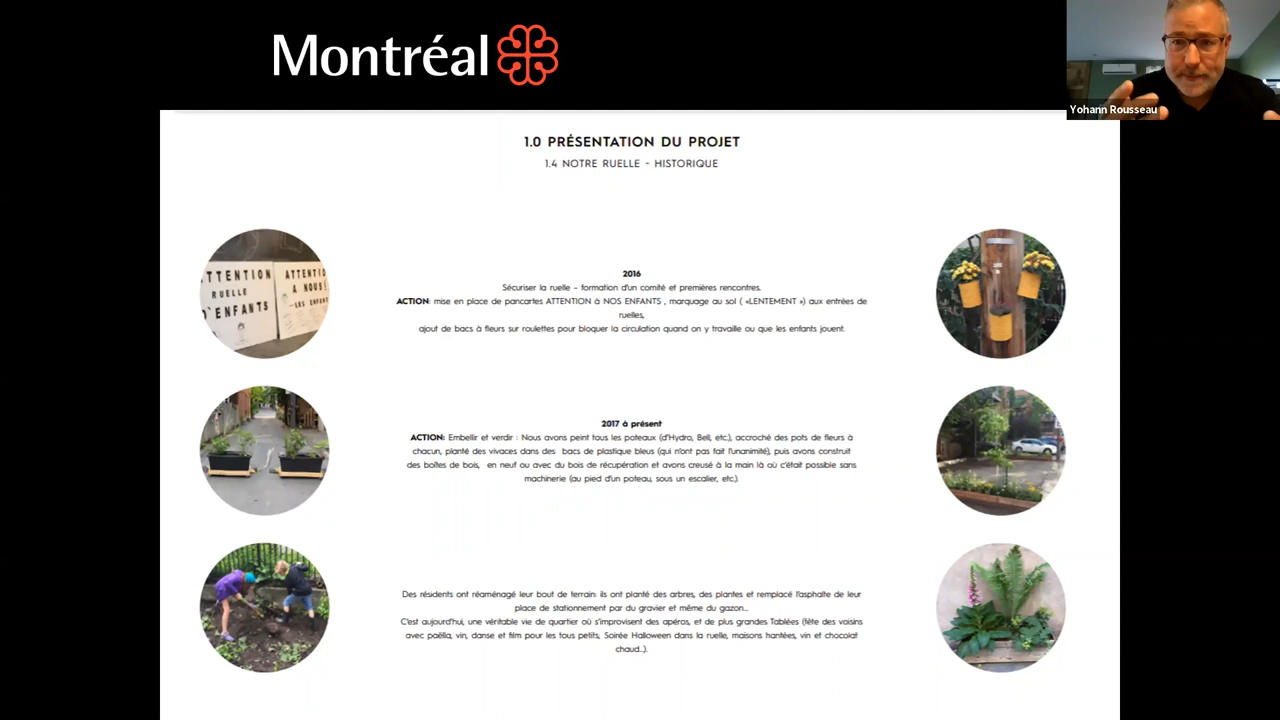 Montréal
Yohann Rousseau
1.0 PRÉSENTATION DU PROJET
1.4 NOTRE RUELLE - HISTORIQUE
TTENTION
RUELLE
D'ENFANTS
ATTENTIO
A NOUS!
-LES ENFANT
2016
Sécuriser la ruelle – formation d'un comité et premières rencontres.
ACTION: mise en place de pancartes ATTENTION à NOS ENFANTS , marquage au sol ( «LENTEMENT ») aux entrées de
ruelles,
ajout de bacs à fleurs sur roulettes pour bloquer la circulation quand on y travaille ou que les enfants jouent.
2017 à présent
ACTION: Embellir et verdir : Nous avons peint tous les poteaux (d'Hydro, Bell, etc.), accroché des pots de fleurs à
chacun, planté des vivaces dans des bacs de plastique bleus (qui n'ont pas fait l'unanimité), puis avons construit
des boîtes de bois, en neuf ou avec du bois de récupération et avons creusé à la main là où c'était possible sans
machinerie (au pied d'un poteau, sous un escalier, etc.).
Des résidents ont réaménagé leur bout de terrain: ils ont planté des arbres, des plantes et remplacé l'asphalte de leur
place de stationnement par du gravier et même du gazon...
C'est aujourd'hui, une véritable vie de quartier où s'improvisent des apéros, et de plus grandes Tablées (fête des voisins
avec paëlla, vin, danse et film pour les tous petits, Soirée Halloween dans la ruelle, maisons hantées, vin et chocolat
chaud...).